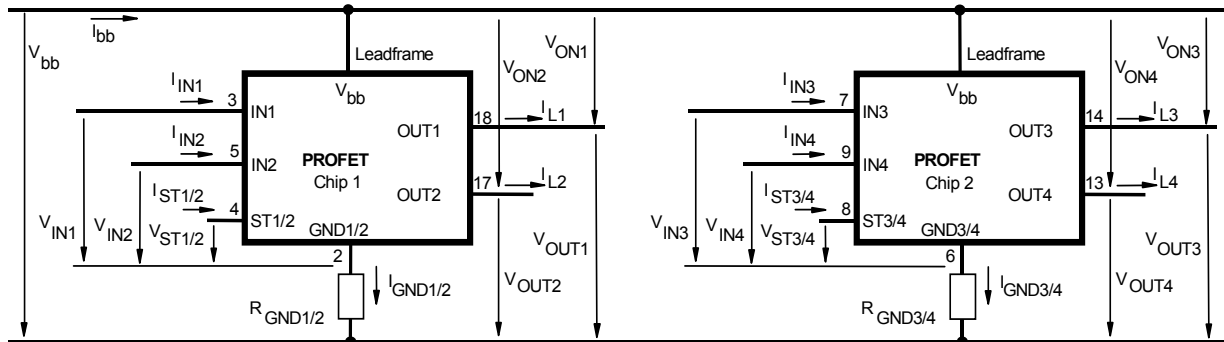 I bb
V bb
Leadframe
V ON2
V ON1
I IN1
3
IN1
V bb
18
I L1
OUT1
I IN2
5
IN2
PROFET
Chip 1
OUT2
17
I L2
I ST1/2
4
ST1/2
GND1/2
V IN1
V IN2
V ST1/2
2
I GND1/2
R GND1/2
V OUT1
V OUT2
Leadframe
V ON4
V ON3
I IN3
7
IN3
V bb
14
I L3
OUT3
I IN4
9
IN4
PROFET
Chip 2
OUT4
13
I L4
I ST3/4
8
ST3/4
GND3/4
V IN3
V IN4
V ST3/4
6
I GND3/4
R GND3/4
V OUT3
V OUT4